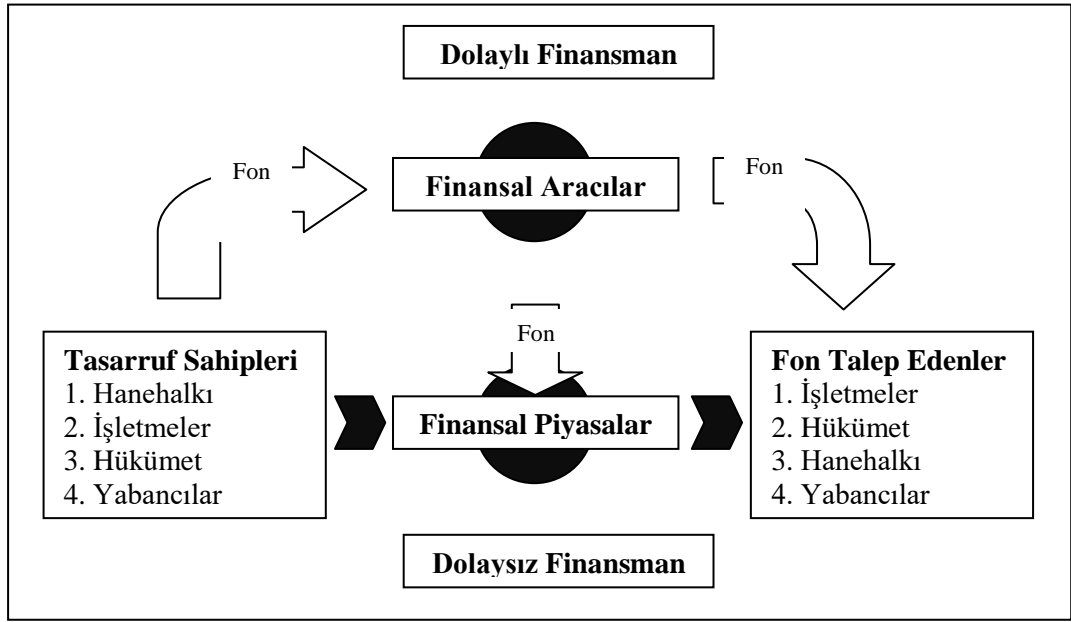 Dolaylı Finansman
Fon
Finansal Aracılar
Fon
Fon
Tasarruf Sahipleri
1. Hanehalkı
2. İşletmeler
3. Hükümet
4. Yabancılar
Finansal Piyasalar
Fon Talep Edenler
1. İşletmeler
2. Hükümet
3. Hanehalkı
4. Yabancılar
Dolaysız Finansman